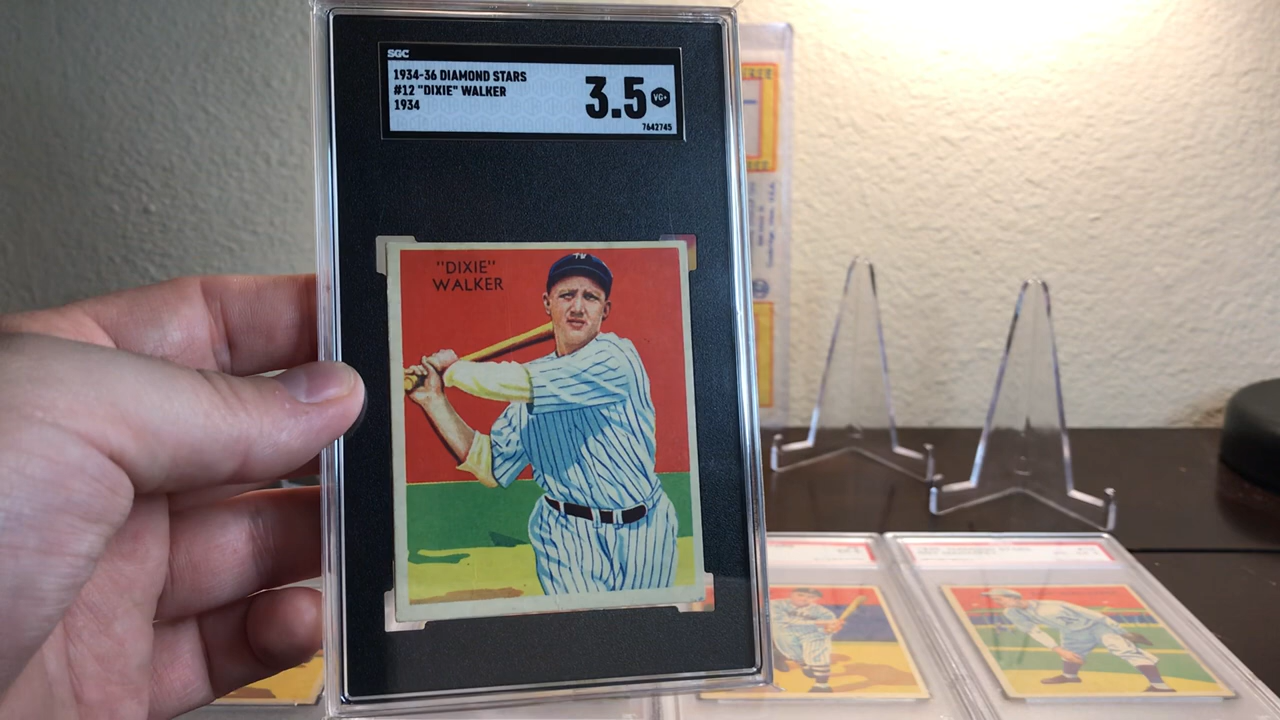 SGC
1934-36 DIAMOND STARS
#12 "DIXIE" WALKER
1934
3.5
VG+
7642745
"DIXIE"
WALKER